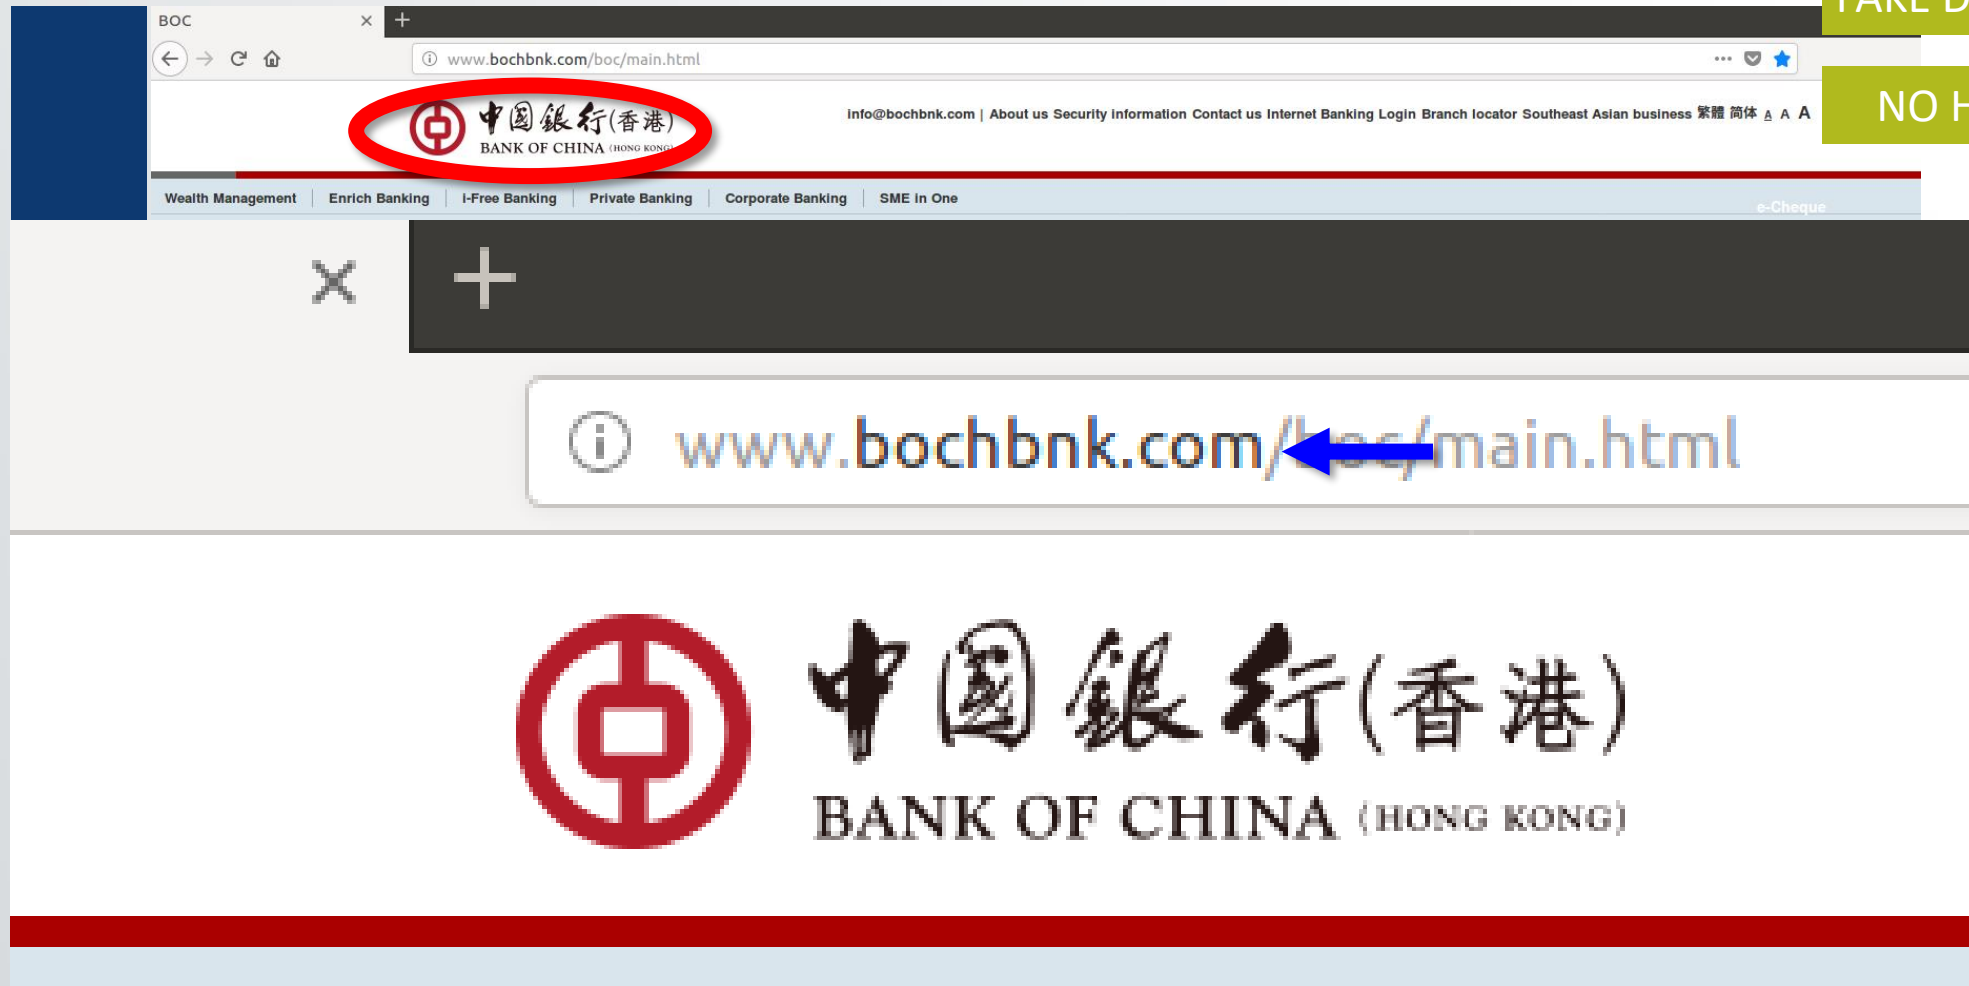 FAKE D
BOC
www.bochbnk.com/boc/main.html
NO H
中国銀行(香港)
BANK OF CHINA (HONG KONG)
info@bochbnk.com | About us Security information Contact us Internet Banking Login Branch locator Southeast Asian business 繁體 简体 A A A
Wealth Management | Enrich Banking | i-Free Banking | Private Banking | Corporate Banking | SME in One
e-Cheque
www.bochbnk.com/boc/main.html
中國銀行(香港)
BANK OF CHINA (HONG KONG)